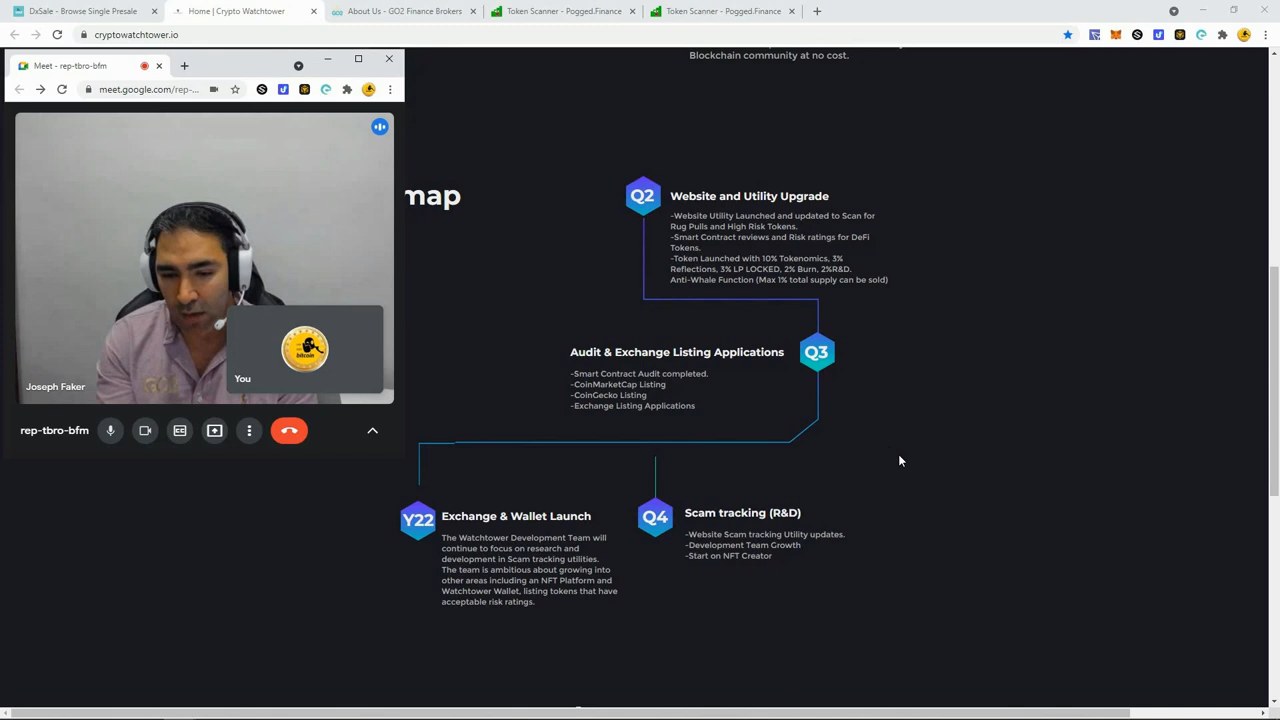 DxSale - Browse Single Presale
Home | Crypto Watchtower
About Us - GO2 Finance Brokers
Token Scanner - Pogged.Finance
Token Scanner - Pogged.Finance
cryptowatchtower.io
Blockchain community at no cost.
Meet - rep-tbro-bfm
meet.google.com/rep-...
bitcoin
You
Joseph Faker
rep-tbro-bfm
map
Q2
Website and Utility Upgrade
-Website Utility Launched and updated to Scan for
Rug Pulls and High Risk Tokens.
-Smart Contract reviews and Risk ratings for DeFi
Tokens.
-Token Launched with 10% Tokenomics, 3%
Reflections, 3% LP LOCKED, 2% Burn, 2%R&D.
Anti-Whale Function (Max 1% total supply can be sold)
Audit & Exchange Listing Applications
Q3
-Smart Contract Audit completed.
-CoinMarketCap Listing
-CoinGecko Listing
-Exchange Listing Applications
Y22
Exchange & Wallet Launch
The Watchtower Development Team will
continue to focus on research and
development in Scam tracking utilities.
The team is ambitious about growing into
other areas including an NFT Platform and
Watchtower Wallet, listing tokens that have
acceptable risk ratings.
Q4
Scam tracking (R&D)
-Website Scam tracking Utility updates.
-Development Team Growth
-Start on NFT Creator